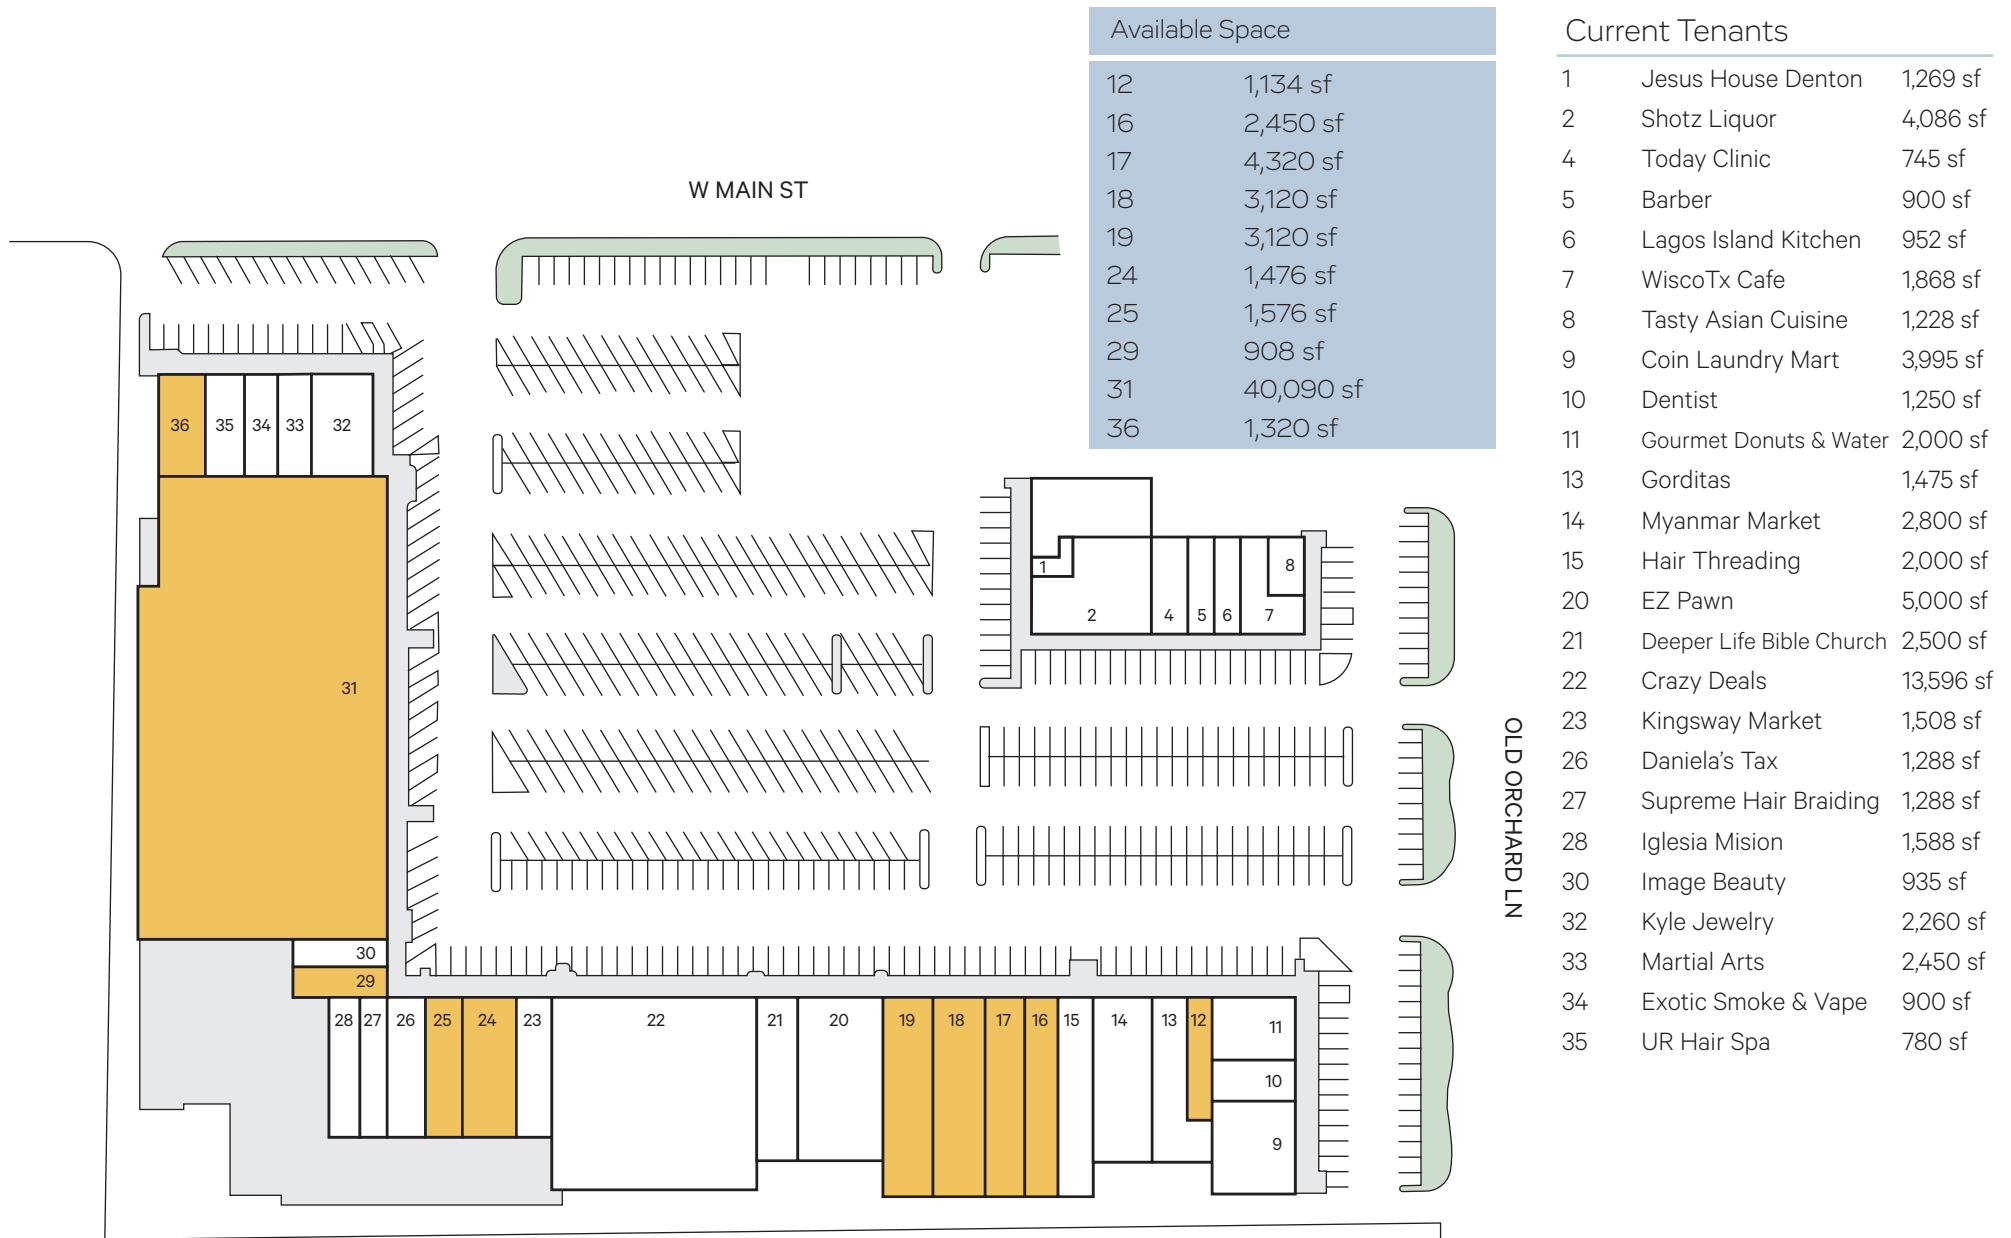 W MAIN ST
Available Space
12 1,134 sf
16 2,450 sf
17 4,320 sf
18 3,120 sf
19 3,120 sf
24 1,476 sf
25 1,576 sf
29 908 sf
31 40,090 sf
36 1,320 sf
Current Tenants
1 Jesus House Denton 1,269 sf
2 Shotz Liquor 4,086 sf
4 Today Clinic 745 sf
5 Barber 900 sf
6 Lagos Island Kitchen 952 sf
7 WiscoTx Cafe 1,868 sf
8 Tasty Asian Cuisine 1,228 sf
9 Coin Laundry Mart 3,995 sf
10 Dentist 1,250 sf
11 Gourmet Donuts & Water 2,000 sf
13 Gorditas 1,475 sf
14 Myanmar Market 2,800 sf
15 Hair Threading 2,000 sf
20 EZ Pawn 5,000 sf
21 Deeper Life Bible Church 2,500 sf
22 Crazy Deals 13,596 sf
23 Kingsway Market 1,508 sf
26 Daniela's Tax 1,288 sf
27 Supreme Hair Braiding 1,288 sf
28 Iglesia Mision 1,588 sf
30 Image Beauty 935 sf
32 Kyle Jewelry 2,260 sf
33 Martial Arts 2,450 sf
34 Exotic Smoke & Vape 900 sf
35 UR Hair Spa 780 sf
36 35 34 33 32
1
8
2 4 5 6 7
31
OLD ORCHARD LN
30
29
28 27 26 25 24 23 22 21 20 19 18 17 16 15 14 13 12
11
10
9